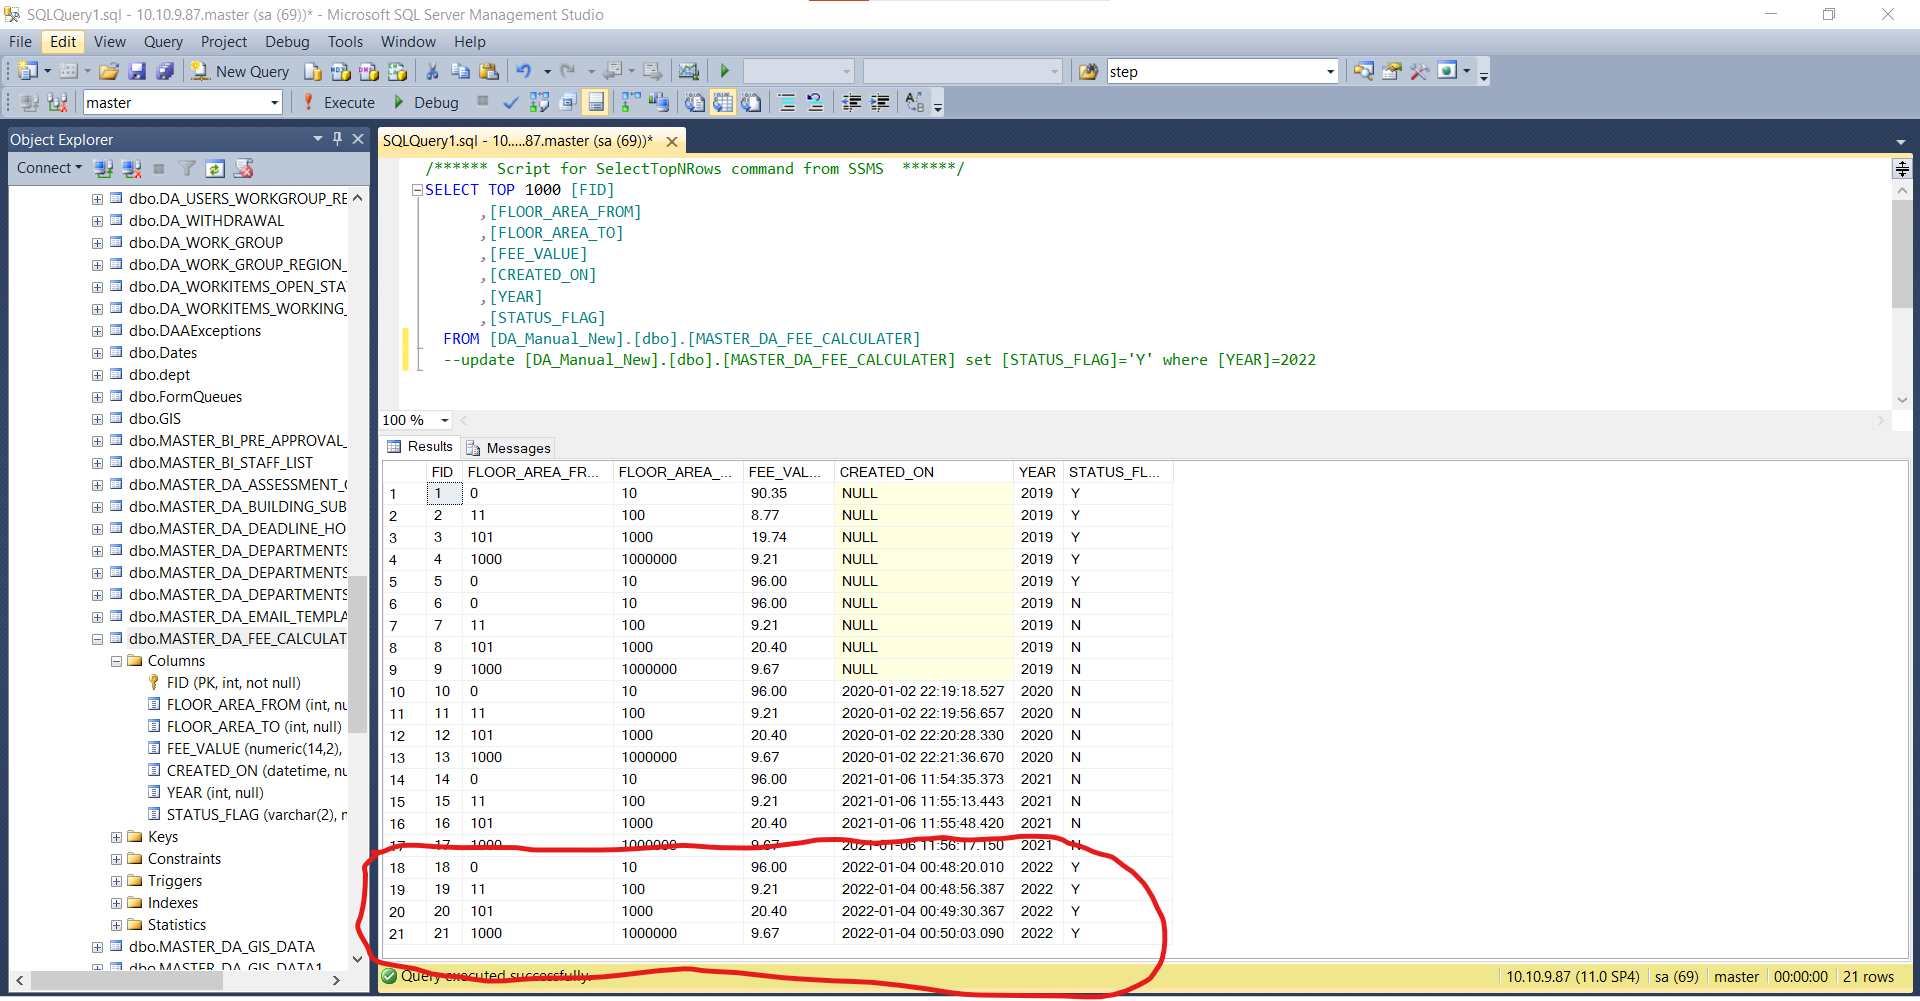 SQLQuery1.sql - 10.10.9.87.master (sa (69))* - Microsoft SQL Server Management Studio
File Edit View Query Project Debug Tools Window Help
New Query
step
master
Execute
Debug
Object Explorer
Connect
dbo.DA_USERS_WORKGROUP_RE
dbo.DA_WITHDRAWAL
dbo.DA_WORK_GROUP
dbo.DA_WORK_GROUP_REGION_
dbo.DA_WORKITEMS_OPEN_STA
dbo.DA_WORKITEMS_WORKING_
dbo.DAAExceptions
dbo.Dates
dbo.dept
dbo.FormQueues
dbo.GIS
dbo.MASTER_BI_PRE_APPROVAL_
dbo.MASTER_BI_STAFF_LIST
dbo.MASTER_DA_ASSESSMENT_
dbo.MASTER_DA_BUILDING_SUB
dbo.MASTER_DA_DEADLINE_HO
dbo.MASTER_DA_DEPARTMENTS
dbo.MASTER_DA_DEPARTMENTS
dbo.MASTER_DA_DEPARTMENTS
dbo.MASTER_DA_EMAIL_TEMPLA
dbo.MASTER_DA_FEE_CALCULAT
Columns
FID (PK, int, not null)
FLOOR_AREA_FROM (int, nu
FLOOR_AREA_TO (int, null)
FEE_VALUE (numeric(14,2),
CREATED_ON (datetime, nu
YEAR (int, null)
STATUS_FLAG (varchar(2), n
Keys
Constraints
Triggers
Indexes
Statistics
dbo.MASTER_DA_GIS_DATA
dbo.MASTER_DA_GIS_DATA1
SQLQuery1.sql - 10.....87.master (sa (69))*
/****** Script for SelectTopNRows command from SSMS  ******/
SELECT TOP 1000 [FID]
,[FLOOR_AREA_FROM]
,[FLOOR_AREA_TO]
,[FEE_VALUE]
,[CREATED_ON]
,[YEAR]
,[STATUS_FLAG]
FROM [DA_Manual_New].[dbo].[MASTER_DA_FEE_CALCULATER]
--update [DA_Manual_New].[dbo].[MASTER_DA_FEE_CALCULATER] set [STATUS_FLAG]='Y' where [YEAR]=2022
100 %
Results Messages
FID FLOOR_AREA_FR... FLOOR_AREA_... FEE_VAL... CREATED_ON YEAR STATUS_FL...
1 1 0 10 90.35 NULL 2019 Y
2 2 11 100 8.77 NULL 2019 Y
3 3 101 1000 19.74 NULL 2019 Y
4 4 1000 1000000 9.21 NULL 2019 Y
5 5 0 10 96.00 NULL 2019 Y
6 6 0 10 96.00 NULL 2019 N
7 7 11 100 9.21 NULL 2019 N
8 8 101 1000 20.40 NULL 2019 N
9 9 1000 1000000 9.67 NULL 2019 N
10 10 0 10 96.00 2020-01-02 22:19:18.527 2020 N
11 11 11 100 9.21 2020-01-02 22:19:56.657 2020 N
12 12 101 1000 20.40 2020-01-02 22:20:28.330 2020 N
13 13 1000 1000000 9.67 2020-01-02 22:21:36.670 2020 N
14 14 0 10 96.00 2021-01-06 11:54:35.373 2021 N
15 15 11 100 9.21 2021-01-06 11:55:13.443 2021 N
16 16 101 1000 20.40 2021-01-06 11:55:48.420 2021 N
17 17 1000 1000000 9.67 2021-01-06 11:56:17.150 2021 N
18 18 0 10 96.00 2022-01-04 00:48:20.010 2022 Y
19 19 11 100 9.21 2022-01-04 00:48:56.387 2022 Y
20 20 101 1000 20.40 2022-01-04 00:49:30.367 2022 Y
21 21 1000 1000000 9.67 2022-01-04 00:50:03.090 2022 Y
Query executed successfully.
10.10.9.87 (11.0 SP4) sa (69) master 00:00:00 21 rows